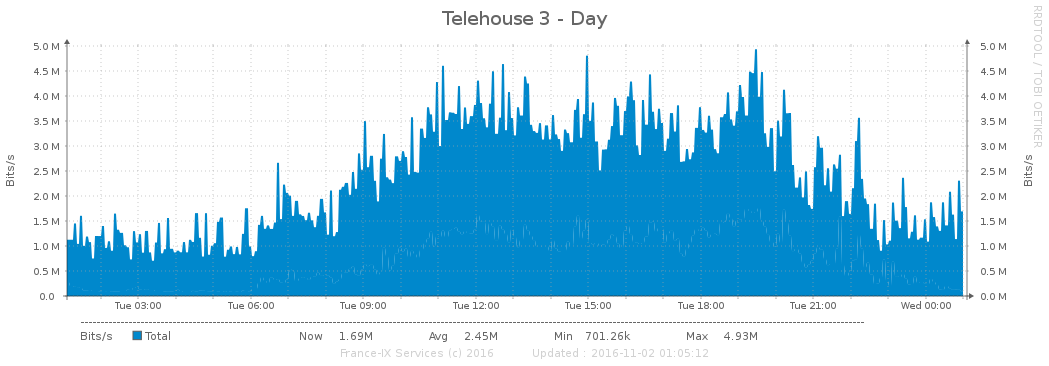 Telehouse 3 - Day
RRDTOOL / TOBI OETIKER
Bits/s
5.0 M 5.0 M
4.5 M 4.5 M
4.0 M 4.0 M
3.5 M 3.5 M
3.0 M 3.0 M
2.5 M 2.5 M
2.0 M 2.0 M
1.5 M 1.5 M
1.0 M 1.0 M
0.5 M 0.5 M
0.0 0.0 M
Bits/s
Tue 03:00 Tue 06:00 Tue 09:00 Tue 12:00 Tue 15:00 Tue 18:00 Tue 21:00 Wed 00:00
Bits/s Total Now 1.69M Avg 2.45M Min 701.26k Max 4.93M
France-IX Services (c) 2016 Updated : 2016-11-02 01:05:12